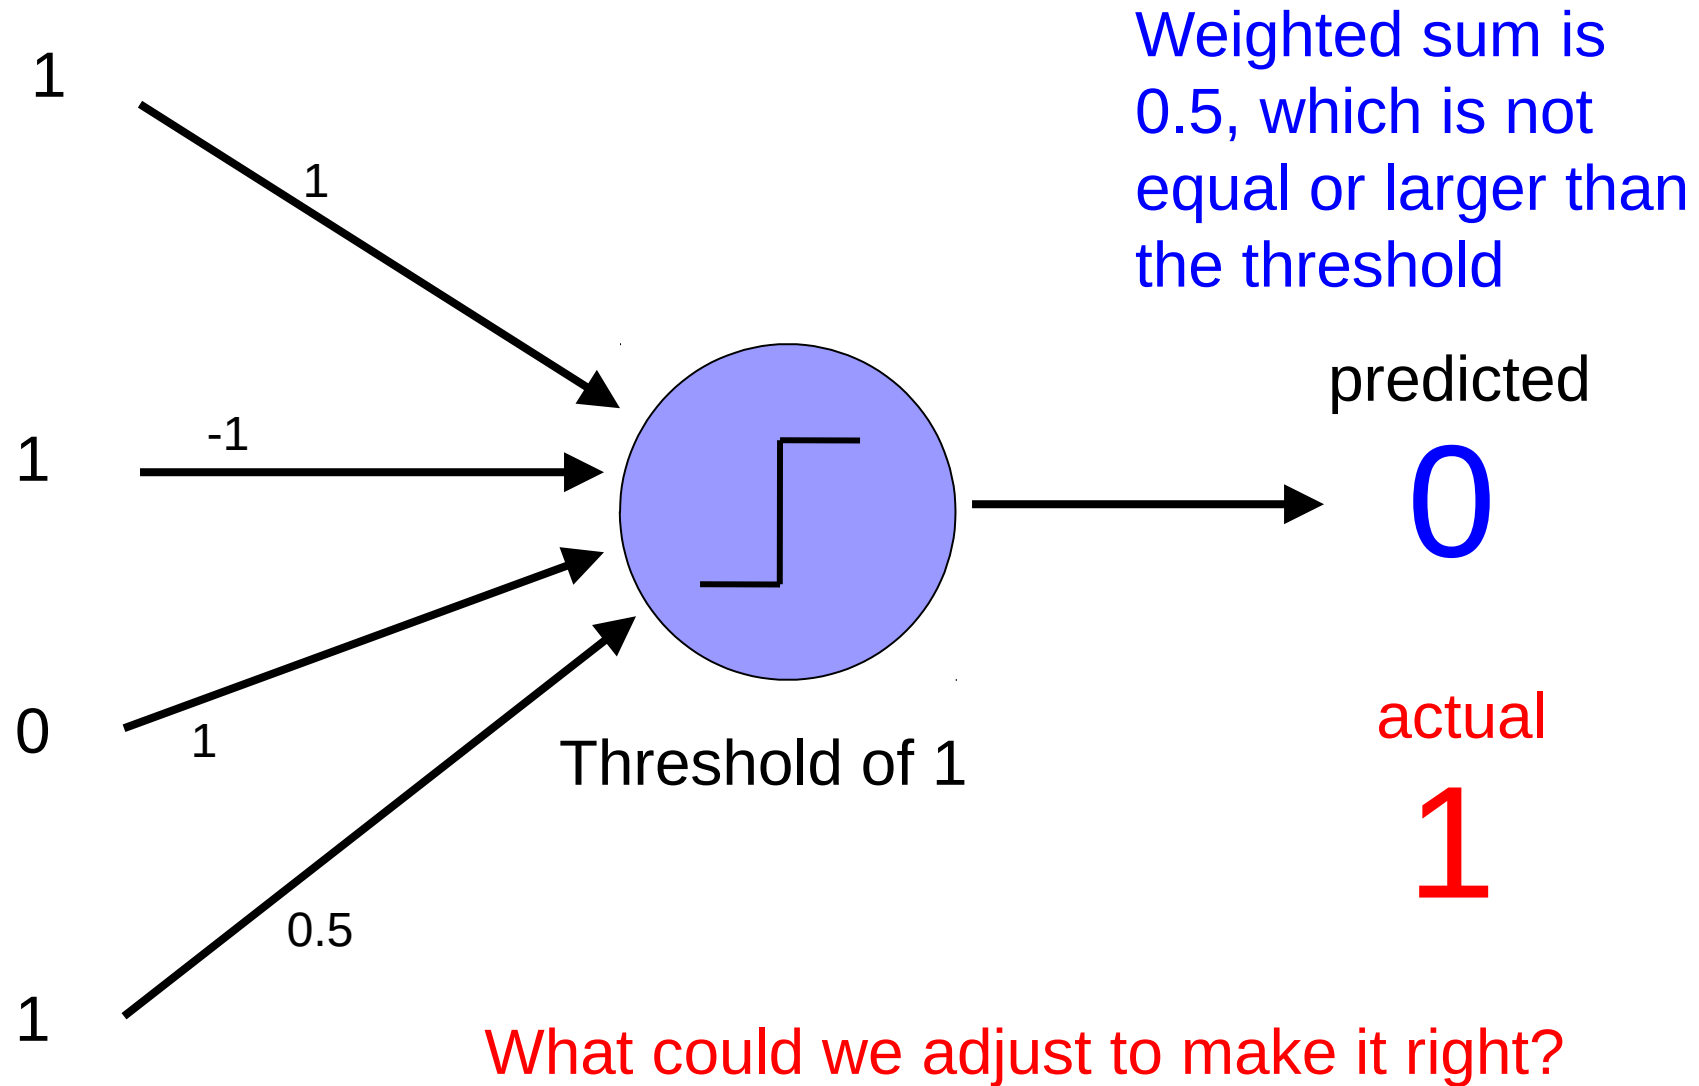 Weighted sum is
0.5, which is not
equal or larger than
the threshold
1
1
1
-1
0
1
1
0.5
Threshold of 1
predicted
0
actual
1
What could we adjust to make it right?